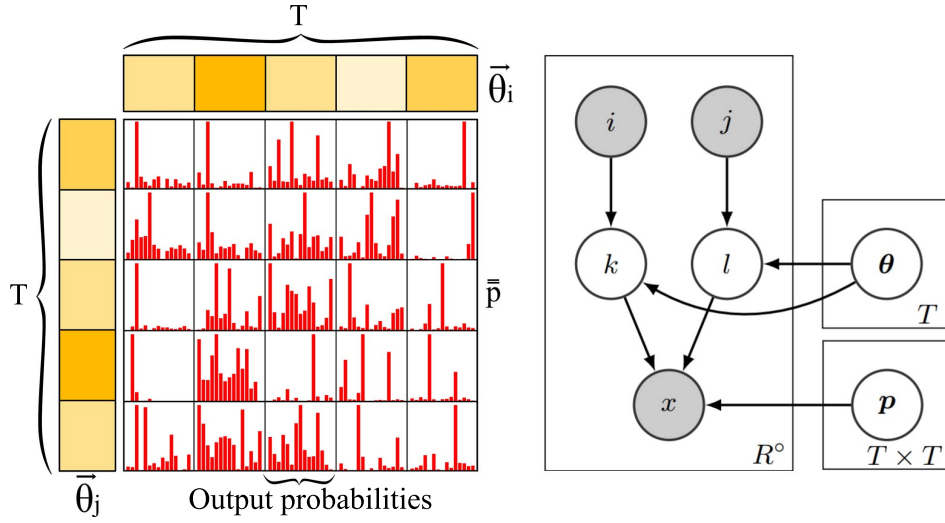 T
θ⃗i
T
p̿
θ⃗j
Output probabilities
i
j
k
l
θ
T
x
p
R°
T × T